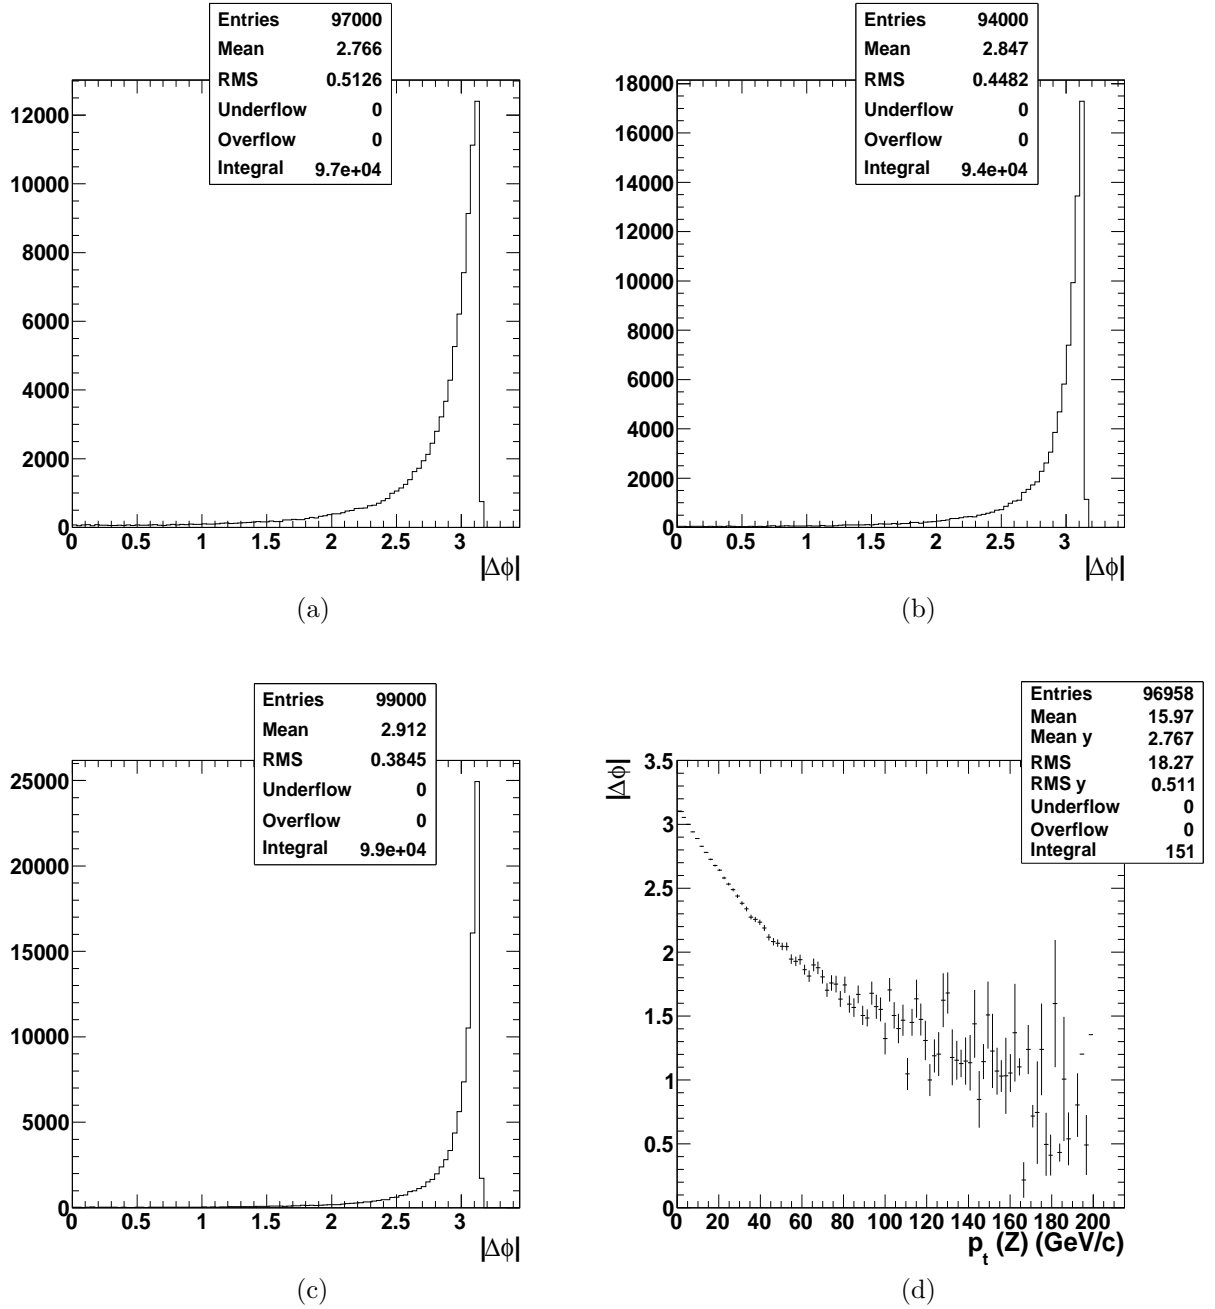 Entries 97000
Mean 2.766
RMS 0.5126
Underflow 0
Overflow 0
Integral 9.7e+04
12000
10000
8000
6000
4000
2000
0
0 0.5 1 1.5 2 2.5 3
|Δϕ|
(a)
Entries 94000
Mean 2.847
RMS 0.4482
Underflow 0
Overflow 0
Integral 9.4e+04
18000
16000
14000
12000
10000
8000
6000
4000
2000
0
0 0.5 1 1.5 2 2.5 3
|Δϕ|
(b)
Entries 99000
Mean 2.912
RMS 0.3845
Underflow 0
Overflow 0
Integral 9.9e+04
25000
20000
15000
10000
5000
0
0 0.5 1 1.5 2 2.5 3
|Δϕ|
(c)
Entries 96958
Mean 15.97
Mean y 2.767
RMS 18.27
RMS y 0.511
Underflow 0
Overflow 0
Integral 151
|Δϕ|
3.5
3
2.5
2
1.5
1
0.5
0
0 20 40 60 80 100 120 140 160 180 200
p_t (Z) (GeV/c)
(d)